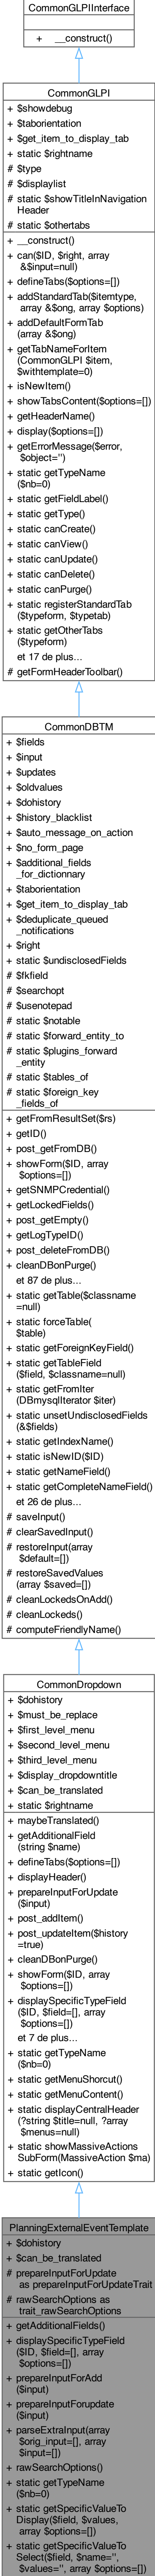 CommonGLPIInterface
+ __construct()
CommonGLPI
+ $showdebug
+ $taborientation
+ $get_item_to_display_tab
+ static $rightname
# $type
# $displaylist
# static $showTitleInNavigation
Header
# static $othertabs
+ __construct()
+ can($ID, $right, array
&$input=null)
+ defineTabs($options=[])
+ addStandardTab($itemtype,
array &$ong, array $options)
+ addDefaultFormTab
(array &$ong)
+ getTabNameForItem
(CommonGLPI $item,
$withtemplate=0)
+ isNewItem()
+ showTabsContent($options=[])
+ getHeaderName()
+ display($options=[])
+ getErrorMessage($error,
$object='')
+ static getTypeName
($nb=0)
+ static getFieldLabel()
+ static getType()
+ static canCreate()
+ static canView()
+ static canUpdate()
+ static canDelete()
+ static canPurge()
+ static registerStandardTab
($typeform, $typetab)
+ static getOtherTabs
($typeform)
et 17 de plus...
# getFormHeaderToolbar()
CommonDBTM
+ $fields
+ $input
+ $updates
+ $oldvalues
+ $dohistory
+ $history_blacklist
+ $auto_message_on_action
+ $no_form_page
+ $additional_fields
_for_dictionnary
+ $taborientation
+ $get_item_to_display_tab
+ $deduplicate_queued
_notifications
+ $right
+ static $undisclosedFields
# $fkfield
# $searchopt
# $usenotepad
# static $notable
# static $forward_entity_to
# static $plugins_forward
_entity
# static $tables_of
# static $foreign_key
_fields_of
+ getFromResultSet($rs)
+ getID()
+ post_getFromDB()
+ showForm($ID, array
$options=[])
+ getSNMPCredential()
+ getLockedFields()
+ post_getEmpty()
+ getLogTypeID()
+ post_deleteFromDB()
+ cleanDBonPurge()
et 87 de plus...
+ static getTable($classname
=null)
+ static forceTable(
$table)
+ static getForeignKeyField()
+ static getTableField
($field, $classname=null)
+ static getFromIter
(DBmysqlIterator $iter)
+ static unsetUndisclosedFields
(&$fields)
+ static getIndexName()
+ static isNewID($ID)
+ static getNameField()
+ static getCompleteNameField()
et 26 de plus...
# saveInput()
# clearSavedInput()
# restoreInput(array
$default=[])
# restoreSavedValues
(array $saved=[])
# cleanLockedsOnAdd()
# cleanLockeds()
# computeFriendlyName()
CommonDropdown
+ $dohistory
+ $must_be_replace
+ $first_level_menu
+ $second_level_menu
+ $third_level_menu
+ $display_dropdowntitle
+ $can_be_translated
+ static $rightname
+ maybeTranslated()
+ getAdditionalField
(string $name)
+ defineTabs($options=[])
+ displayHeader()
+ prepareInputForUpdate
($input)
+ post_addItem()
+ post_updateItem($history
=true)
+ cleanDBonPurge()
+ showForm($ID, array
$options=[])
+ displaySpecificTypeField
($ID, $field=[], array
$options=[])
et 7 de plus...
+ static getTypeName
($nb=0)
+ static getMenuShorcut()
+ static getMenuContent()
+ static displayCentralHeader
(?string $title=null, ?array
$menus=null)
+ static showMassiveActions
SubForm(MassiveAction $ma)
+ static getIcon()
PlanningExternalEventTemplate
+ $dohistory
+ $can_be_translated
# prepareInputForUpdate
as prepareInputForUpdateTrait
# rawSearchOptions as
trait_rawSearchOptions
+ getAdditionalFields()
+ displaySpecificTypeField
($ID, $field=[], array
$options=[])
+ prepareInputForAdd
($input)
+ prepareInputForupdate
($input)
+ parseExtraInput(array
$orig_input=[], array
$input=[])
+ rawSearchOptions()
+ static getTypeName
($nb=0)
+ static getSpecificValueTo
Display($field, $values,
array $options=[])
+ static getSpecificValueTo
Select($field, $name='',
$values='', array $options=[])